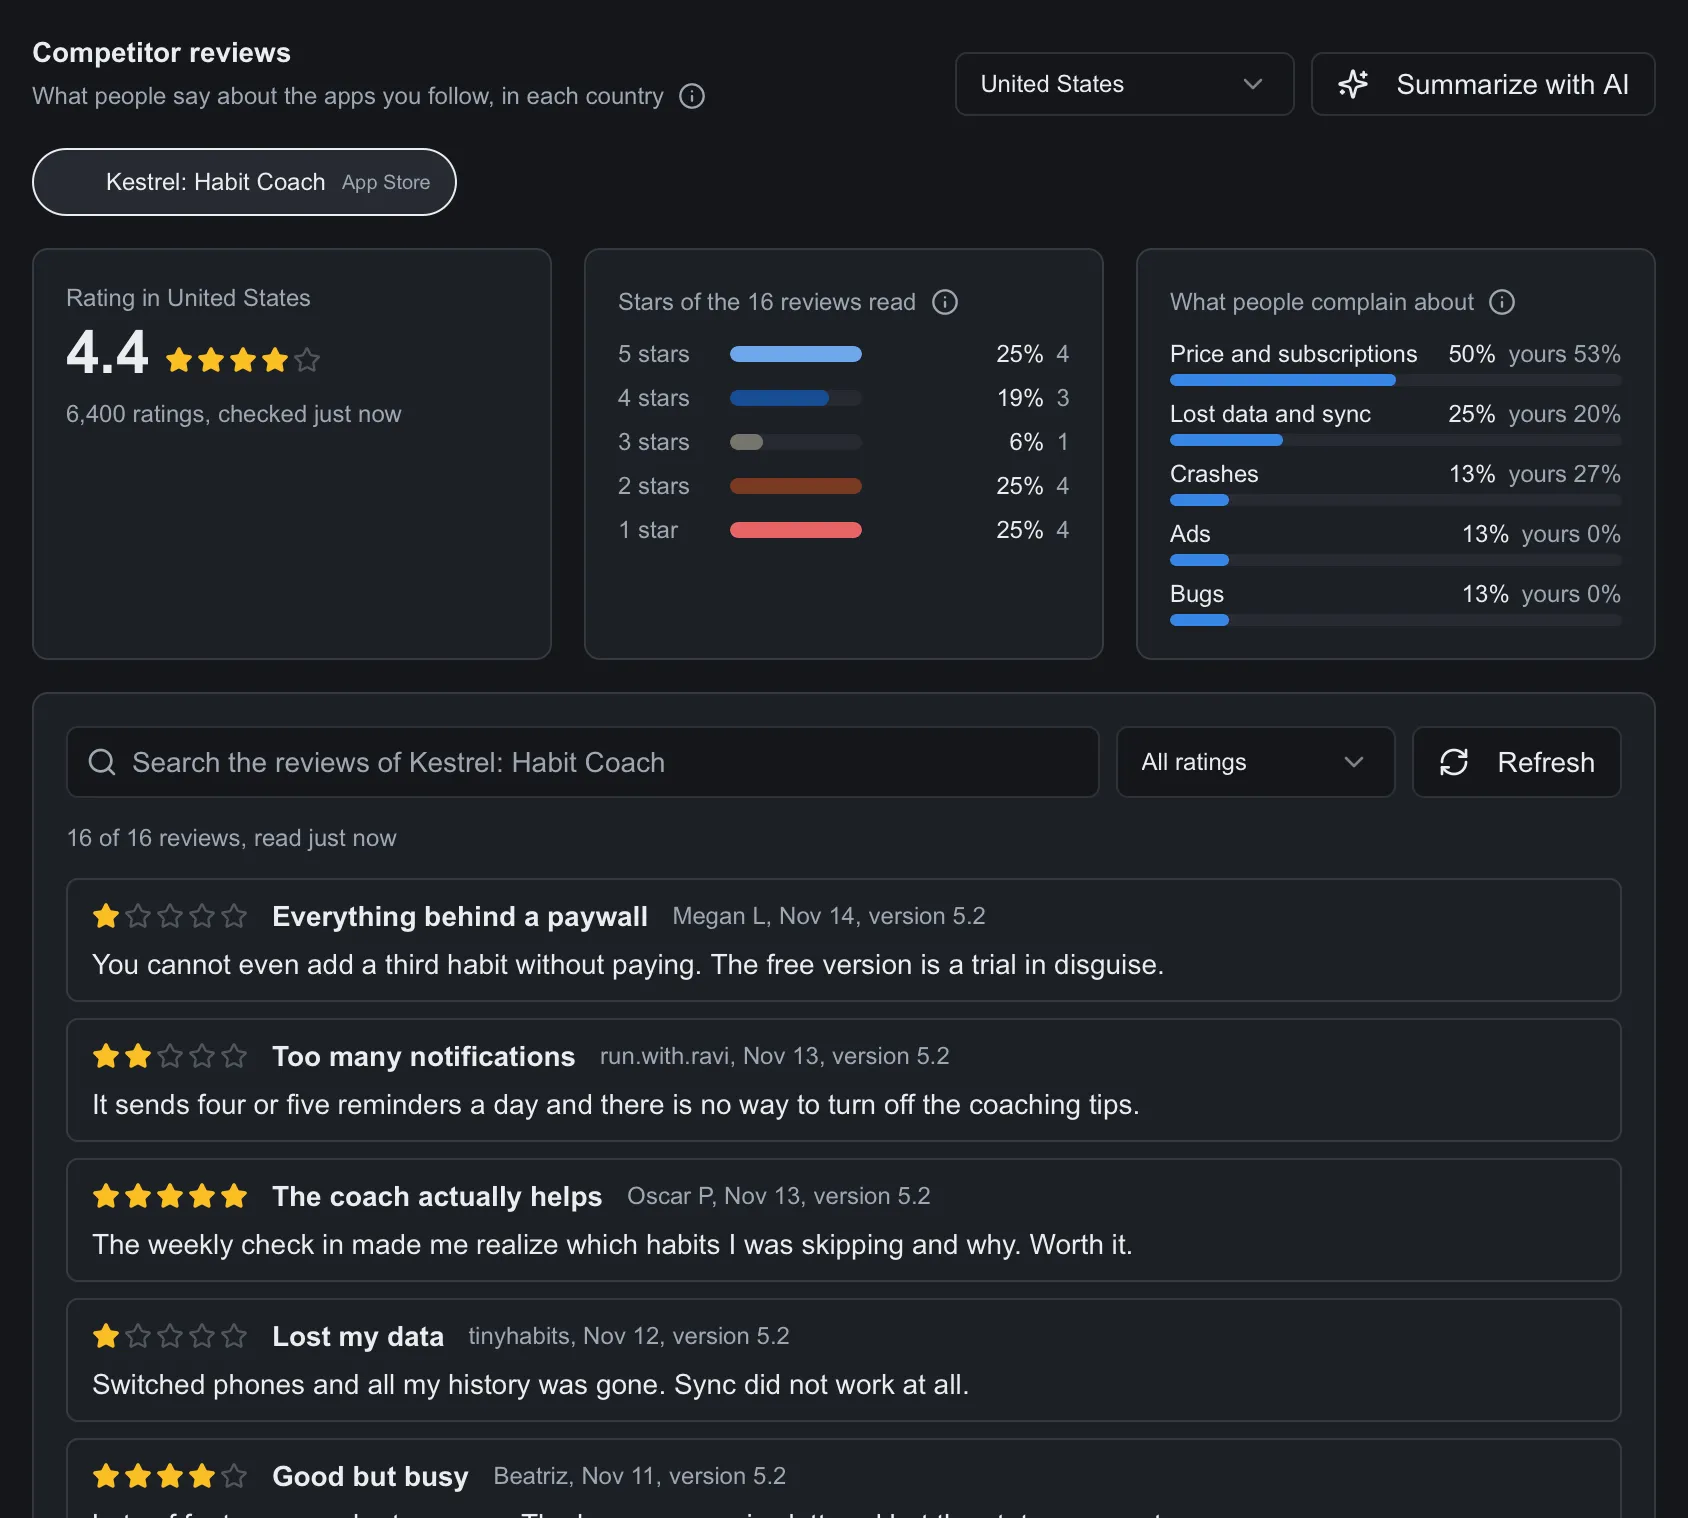 Competitor reviews
What people say about the apps you follow, in each country
United States
Summarize with AI
Kestrel: Habit Coach App Store
Rating in United States
4.4
6,400 ratings, checked just now
Stars of the 16 reviews read
5 stars 25% 4
4 stars 19% 3
3 stars 6% 1
2 stars 25% 4
1 star 25% 4
What people complain about
Price and subscriptions 50% yours 53%
Lost data and sync 25% yours 20%
Crashes 13% yours 27%
Ads 13% yours 0%
Bugs 13% yours 0%
Search the reviews of Kestrel: Habit Coach
All ratings
Refresh
16 of 16 reviews, read just now
Everything behind a paywall Megan L, Nov 14, version 5.2
You cannot even add a third habit without paying. The free version is a trial in disguise.
Too many notifications run.with.ravi, Nov 13, version 5.2
It sends four or five reminders a day and there is no way to turn off the coaching tips.
The coach actually helps Oscar P, Nov 13, version 5.2
The weekly check in made me realize which habits I was skipping and why. Worth it.
Lost my data tinyhabits, Nov 12, version 5.2
Switched phones and all my history was gone. Sync did not work at all.
Good but busy Beatriz, Nov 11, version 5.2